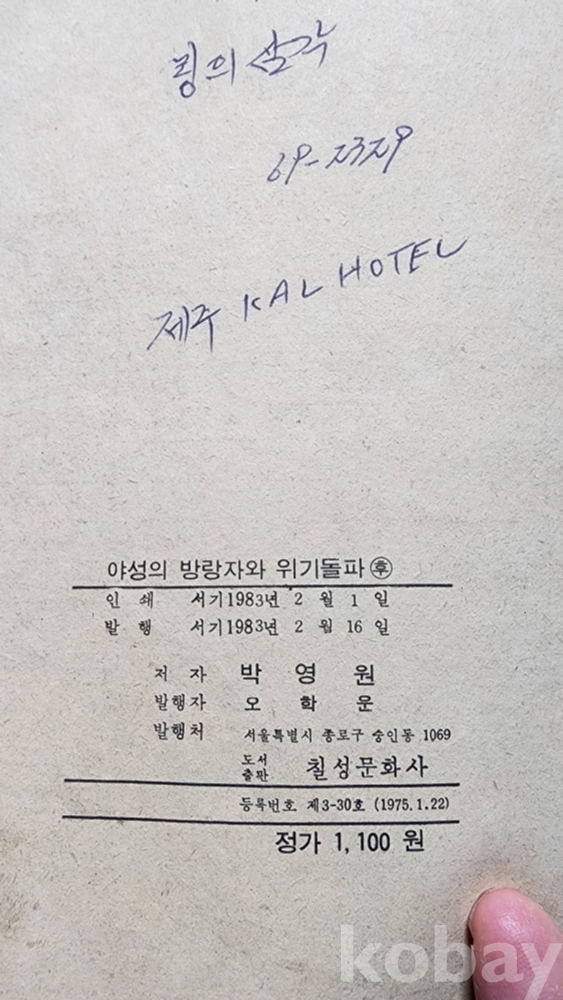 킹의 삼각
69-2329
제주 KAL HOTEL
야성의 방랑자와 위기돌파 ㊌
인 쇄 서기1983년 2 월 1 일
발 행 서기1983년 2 월 16 일
저 자 박 영 원
발행자 오 학 운
발행처 서울특별시 종로구 숭인동 1069
도서출판 칠성문화사
등록번호 제3-30호 (1975.1.22)
정가 1,100 원
kobay